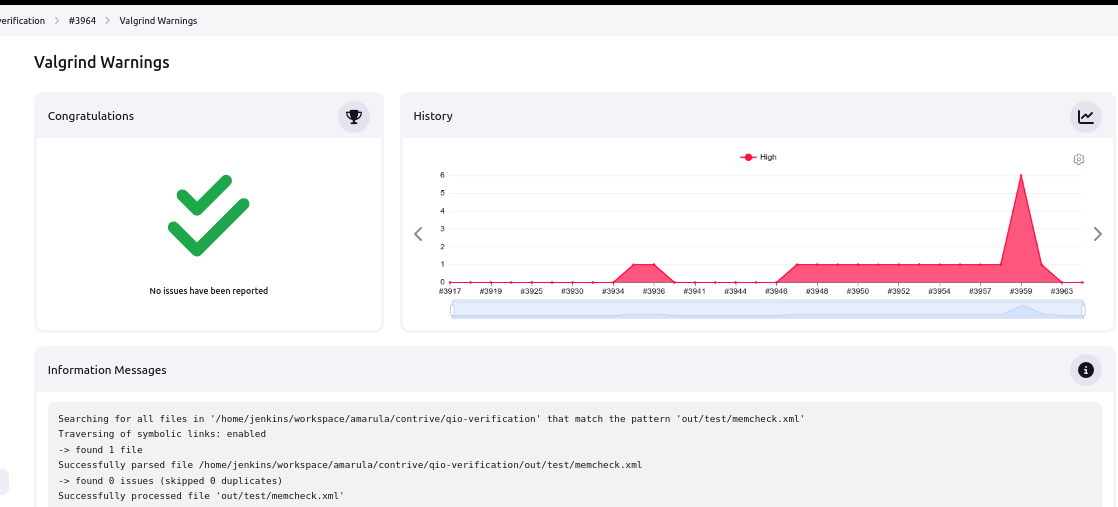 verification > #3964 > Valgrind Warnings
Valgrind Warnings
Congratulations
No issues have been reported
History
High
6
5
4
3
2
1
0
#3917 #3919 #3925 #3930 #3934 #3936 #3941 #3944 #3946 #3948 #3950 #3952 #3954 #3957 #3959 #3963
Information Messages
Searching for all files in '/home/jenkins/workspace/amarula/contrive/qio-verification' that match the pattern 'out/test/memcheck.xml'
Traversing of symbolic links: enabled
-> found 1 file
Successfully parsed file /home/jenkins/workspace/amarula/contrive/qio-verification/out/test/memcheck.xml
-> found 0 issues (skipped 0 duplicates)
Successfully processed file 'out/test/memcheck.xml'